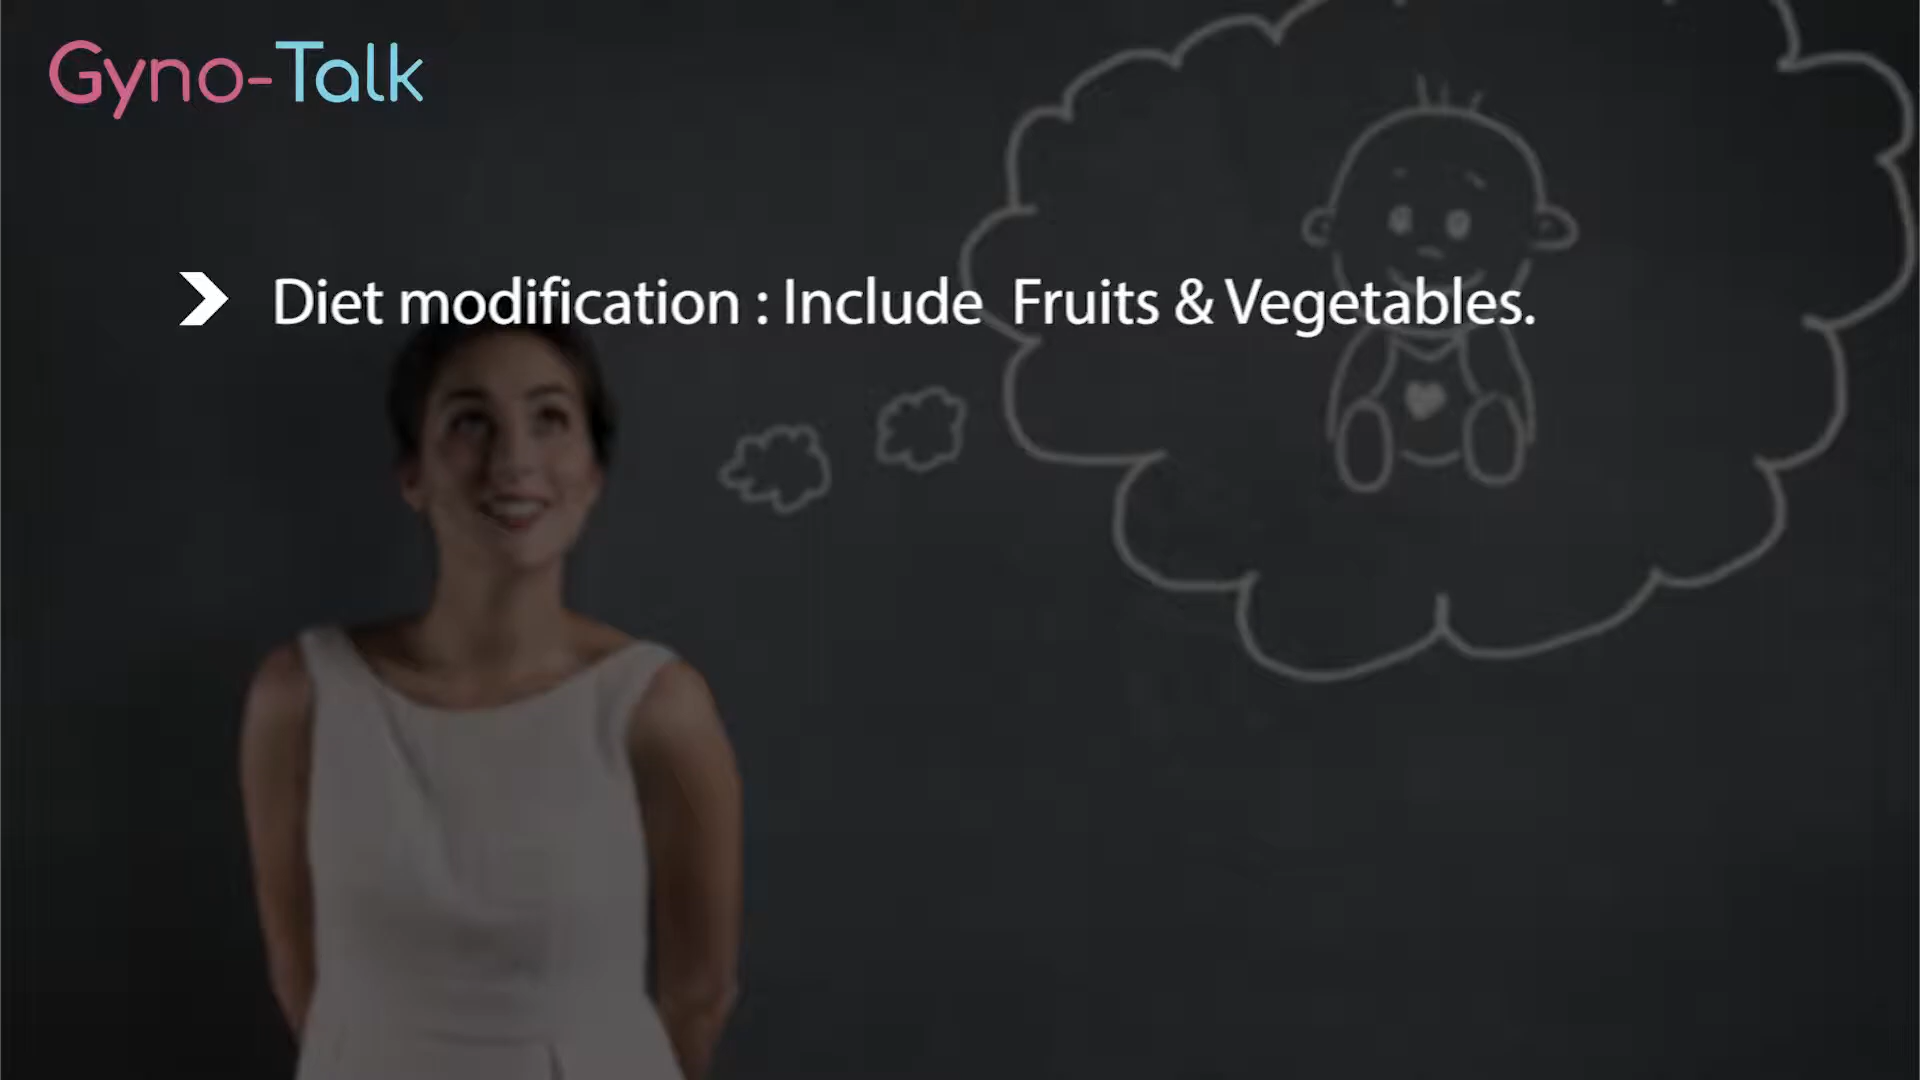 Gyno-Talk
Diet modification : Include Fruits & Vegetables.